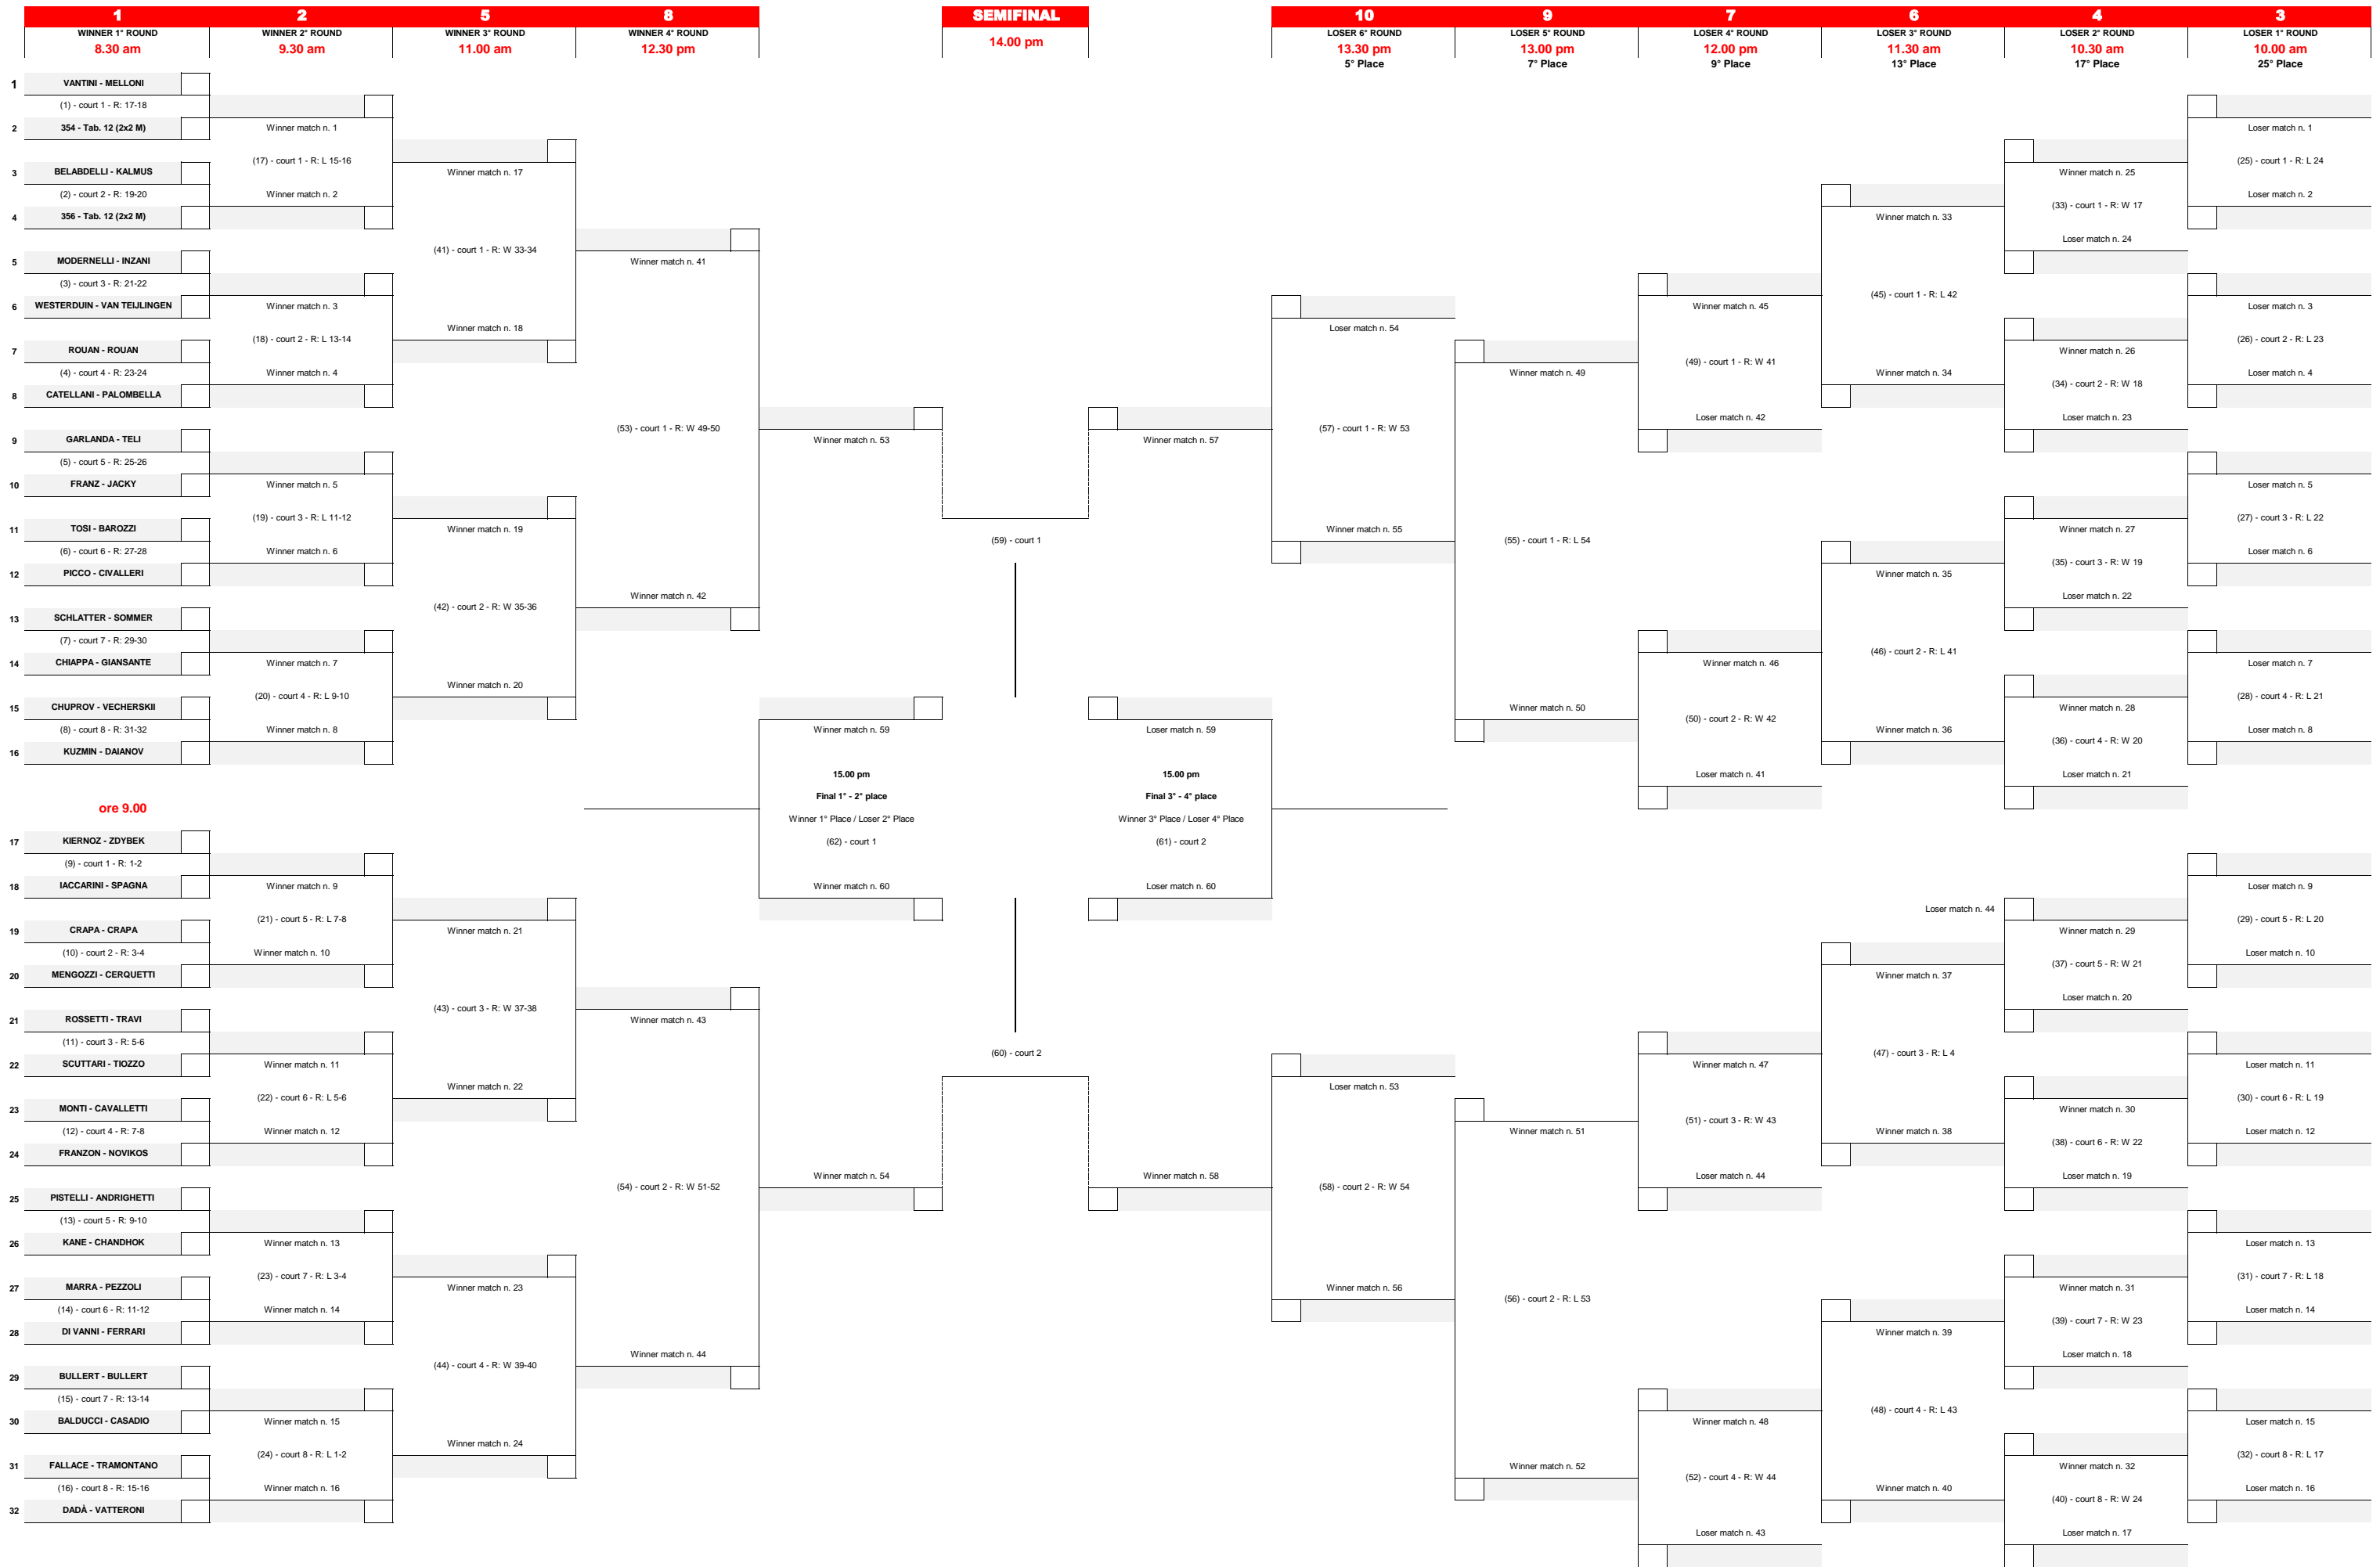 1 2 5 8 SEMIFINAL 10 9 7 6 4 3
WINNER 1° ROUND WINNER 2° ROUND WINNER 3° ROUND WINNER 4° ROUND LOSER 6° ROUND LOSER 5° ROUND LOSER 4° ROUND LOSER 3° ROUND LOSER 2° ROUND LOSER 1° ROUND
8.30 am 9.30 am 11.00 am 12.30 pm 14.00 pm 13.30 pm 13.00 pm 12.00 pm 11.30 am 10.30 am 10.00 am
5° Place 7° Place 9° Place 13° Place 17° Place 25° Place
1 VANTINI - MELLONI
(1) - court 1 - R: 17-18
2 354 - Tab. 12 (2x2 M)
3 BELABDELLI - KALMUS
(2) - court 2 - R: 19-20
4 356 - Tab. 12 (2x2 M)
5 MODERNELLI - INZANI
(3) - court 3 - R: 21-22
6 WESTERDUIN - VAN TEIJLINGEN
7 ROUAN - ROUAN
(4) - court 4 - R: 23-24
8 CATELLANI - PALOMBELLA
9 GARLANDA - TELI
(5) - court 5 - R: 25-26
10 FRANZ - JACKY
11 TOSI - BAROZZI
(6) - court 6 - R: 27-28
12 PICCO - CIVALLERI
13 SCHLATTER - SOMMER
(7) - court 7 - R: 29-30
14 CHIAPPA - GIANSANTE
15 CHUPROV - VECHERSKII
(8) - court 8 - R: 31-32
16 KUZMIN - DAIANOV
ore 9.00
17 KIERNOZ - ZDYBEK
(9) - court 1 - R: 1-2
18 IACCARINI - SPAGNA
19 CRAPA - CRAPA
(10) - court 2 - R: 3-4
20 MENGOZZI - CERQUETTI
21 ROSSETTI - TRAVI
(11) - court 3 - R: 5-6
22 SCUTTARI - TIOZZO
23 MONTI - CAVALLETTI
(12) - court 4 - R: 7-8
24 FRANZON - NOVIKOS
25 PISTELLI - ANDRIGHETTI
(13) - court 5 - R: 9-10
26 KANE - CHANDHOK
27 MARRA - PEZZOLI
(14) - court 6 - R: 11-12
28 DI VANNI - FERRARI
29 BULLERT - BULLERT
(15) - court 7 - R: 13-14
30 BALDUCCI - CASADIO
31 FALLACE - TRAMONTANO
(16) - court 8 - R: 15-16
32 DADÀ - VATTERONI
Winner match n. 1
(17) - court 1 - R: L 15-16
Winner match n. 2
Winner match n. 3
(18) - court 2 - R: L 13-14
Winner match n. 4
Winner match n. 5
(19) - court 3 - R: L 11-12
Winner match n. 6
Winner match n. 7
(20) - court 4 - R: L 9-10
Winner match n. 8
Winner match n. 9
(21) - court 5 - R: L 7-8
Winner match n. 10
Winner match n. 11
(22) - court 6 - R: L 5-6
Winner match n. 12
Winner match n. 13
(23) - court 7 - R: L 3-4
Winner match n. 14
Winner match n. 15
(24) - court 8 - R: L 1-2
Winner match n. 16
Winner match n. 17
(41) - court 1 - R: W 33-34
Winner match n. 18
Winner match n. 19
(42) - court 2 - R: W 35-36
Winner match n. 20
Winner match n. 21
(43) - court 3 - R: W 37-38
Winner match n. 22
Winner match n. 23
(44) - court 4 - R: W 39-40
Winner match n. 24
Winner match n. 41
(53) - court 1 - R: W 49-50
Winner match n. 42
Winner match n. 43
(54) - court 2 - R: W 51-52
Winner match n. 44
Winner match n. 53
Winner match n. 59
15.00 pm
Final 1° - 2° place
Winner 1° Place / Loser 2° Place
(62) - court 1
Winner match n. 60
Winner match n. 54
(59) - court 1
(60) - court 2
Winner match n. 57
Loser match n. 59
15.00 pm
Final 3° - 4° place
Winner 3° Place / Loser 4° Place
(61) - court 2
Loser match n. 60
Winner match n. 58
Loser match n. 54
(57) - court 1 - R: W 53
Winner match n. 55
Loser match n. 53
(58) - court 2 - R: W 54
Winner match n. 56
Winner match n. 49
(55) - court 1 - R: L 54
Winner match n. 50
Winner match n. 51
(56) - court 2 - R: L 53
Winner match n. 52
Winner match n. 45
(49) - court 1 - R: W 41
Loser match n. 42
Winner match n. 46
(50) - court 2 - R: W 42
Loser match n. 41
Winner match n. 47
(51) - court 3 - R: W 43
Loser match n. 44
Winner match n. 48
(52) - court 4 - R: W 44
Loser match n. 43
Winner match n. 33
(45) - court 1 - R: L 42
Winner match n. 34
Winner match n. 35
(46) - court 2 - R: L 41
Winner match n. 36
Loser match n. 44
Winner match n. 37
(47) - court 3 - R: L 4
Winner match n. 38
Winner match n. 39
(48) - court 4 - R: L 43
Winner match n. 40
Winner match n. 25
(33) - court 1 - R: W 17
Loser match n. 24
Winner match n. 26
(34) - court 2 - R: W 18
Loser match n. 23
Winner match n. 27
(35) - court 3 - R: W 19
Loser match n. 22
Winner match n. 28
(36) - court 4 - R: W 20
Loser match n. 21
Winner match n. 29
(37) - court 5 - R: W 21
Loser match n. 20
Winner match n. 30
(38) - court 6 - R: W 22
Loser match n. 19
Winner match n. 31
(39) - court 7 - R: W 23
Loser match n. 18
Winner match n. 32
(40) - court 8 - R: W 24
Loser match n. 17
Loser match n. 1
(25) - court 1 - R: L 24
Loser match n. 2
Loser match n. 3
(26) - court 2 - R: L 23
Loser match n. 4
Loser match n. 5
(27) - court 3 - R: L 22
Loser match n. 6
Loser match n. 7
(28) - court 4 - R: L 21
Loser match n. 8
Loser match n. 9
(29) - court 5 - R: L 20
Loser match n. 10
Loser match n. 11
(30) - court 6 - R: L 19
Loser match n. 12
Loser match n. 13
(31) - court 7 - R: L 18
Loser match n. 14
Loser match n. 15
(32) - court 8 - R: L 17
Loser match n. 16